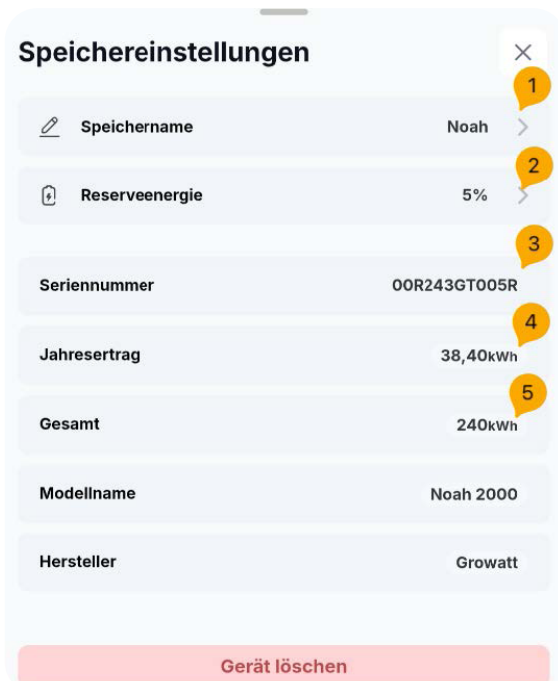 Speichereinstellungen
1
Speichername Noah
2
Reserveenergie 5%
3
Seriennummer 00R243GT005R
4
Jahresertrag 38,40kWh
5
Gesamt 240kWh
Modellname Noah 2000
Hersteller Growatt
Gerät löschen